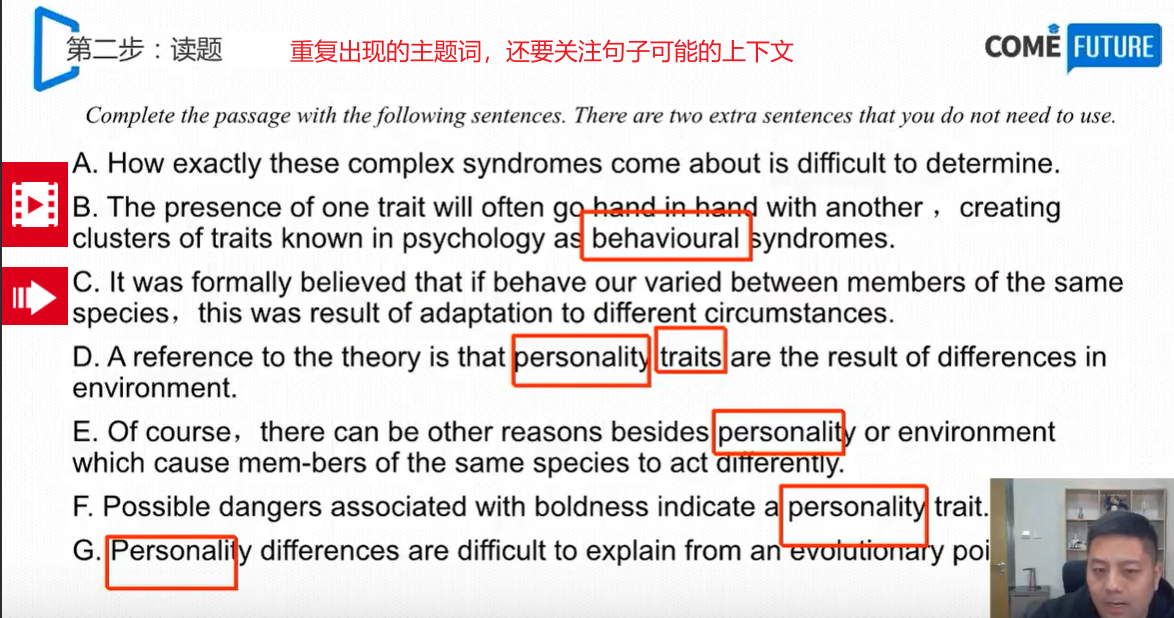 第二步：读题
重复出现的主题词，还要关注句子可能的上下文
COME FUTURE
Complete the passage with the following sentences. There are two extra sentences that you do not need to use.
A. How exactly these complex syndromes come about is difficult to determine.
B. The presence of one trait will often go hand in hand with another ，creating
clusters of traits known in psychology as behavioural syndromes.
C. It was formally believed that if behave our varied between members of the same
species，this was result of adaptation to different circumstances.
D. A reference to the theory is that personality traits are the result of differences in
environment.
E. Of course，there can be other reasons besides personality or environment
which cause mem-bers of the same species to act differently.
F. Possible dangers associated with boldness indicate a personality trait.
G. Personality differences are difficult to explain from an evolutionary